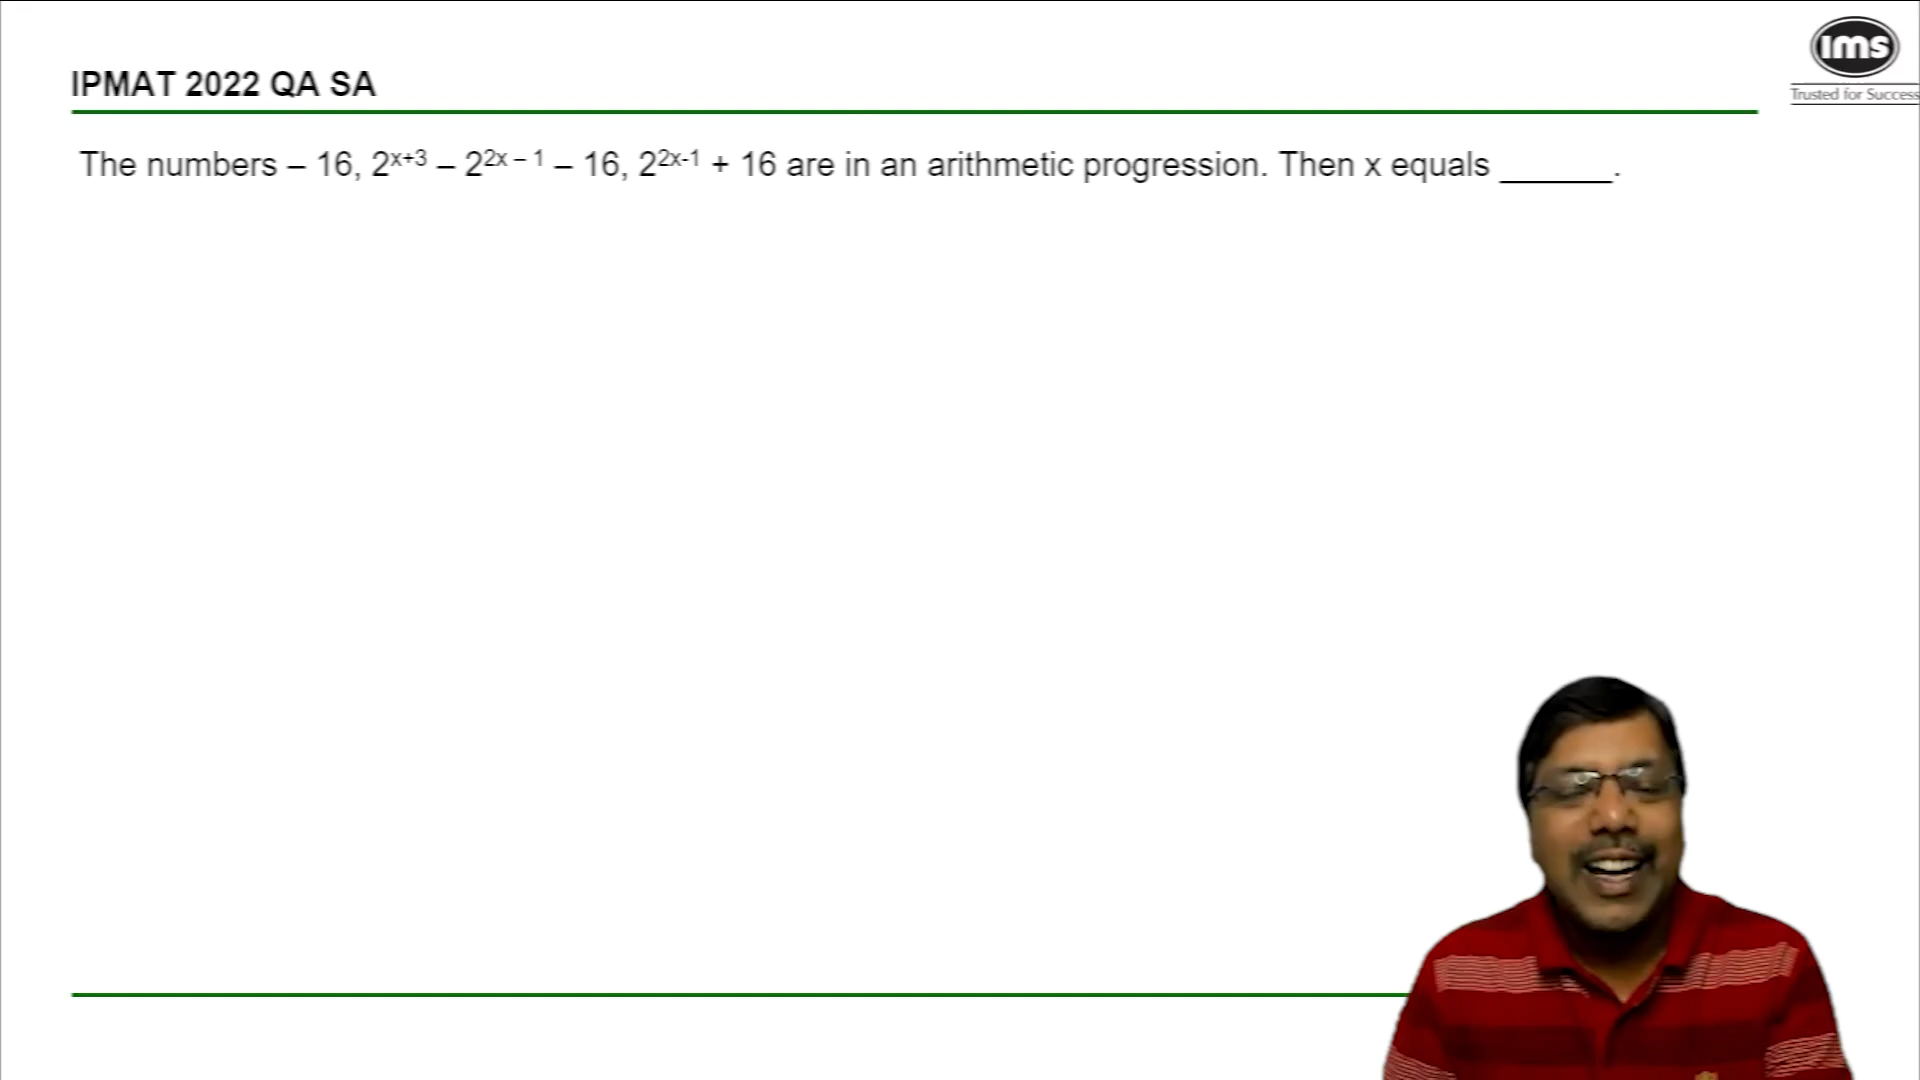 ims
Trusted for Success
IPMAT 2022 QA SA
The numbers – 16, 2ˣ⁺³ – 2²ˣ ⁻ ¹ – 16, 2²ˣ⁻¹ + 16 are in an arithmetic progression. Then x equals ______.